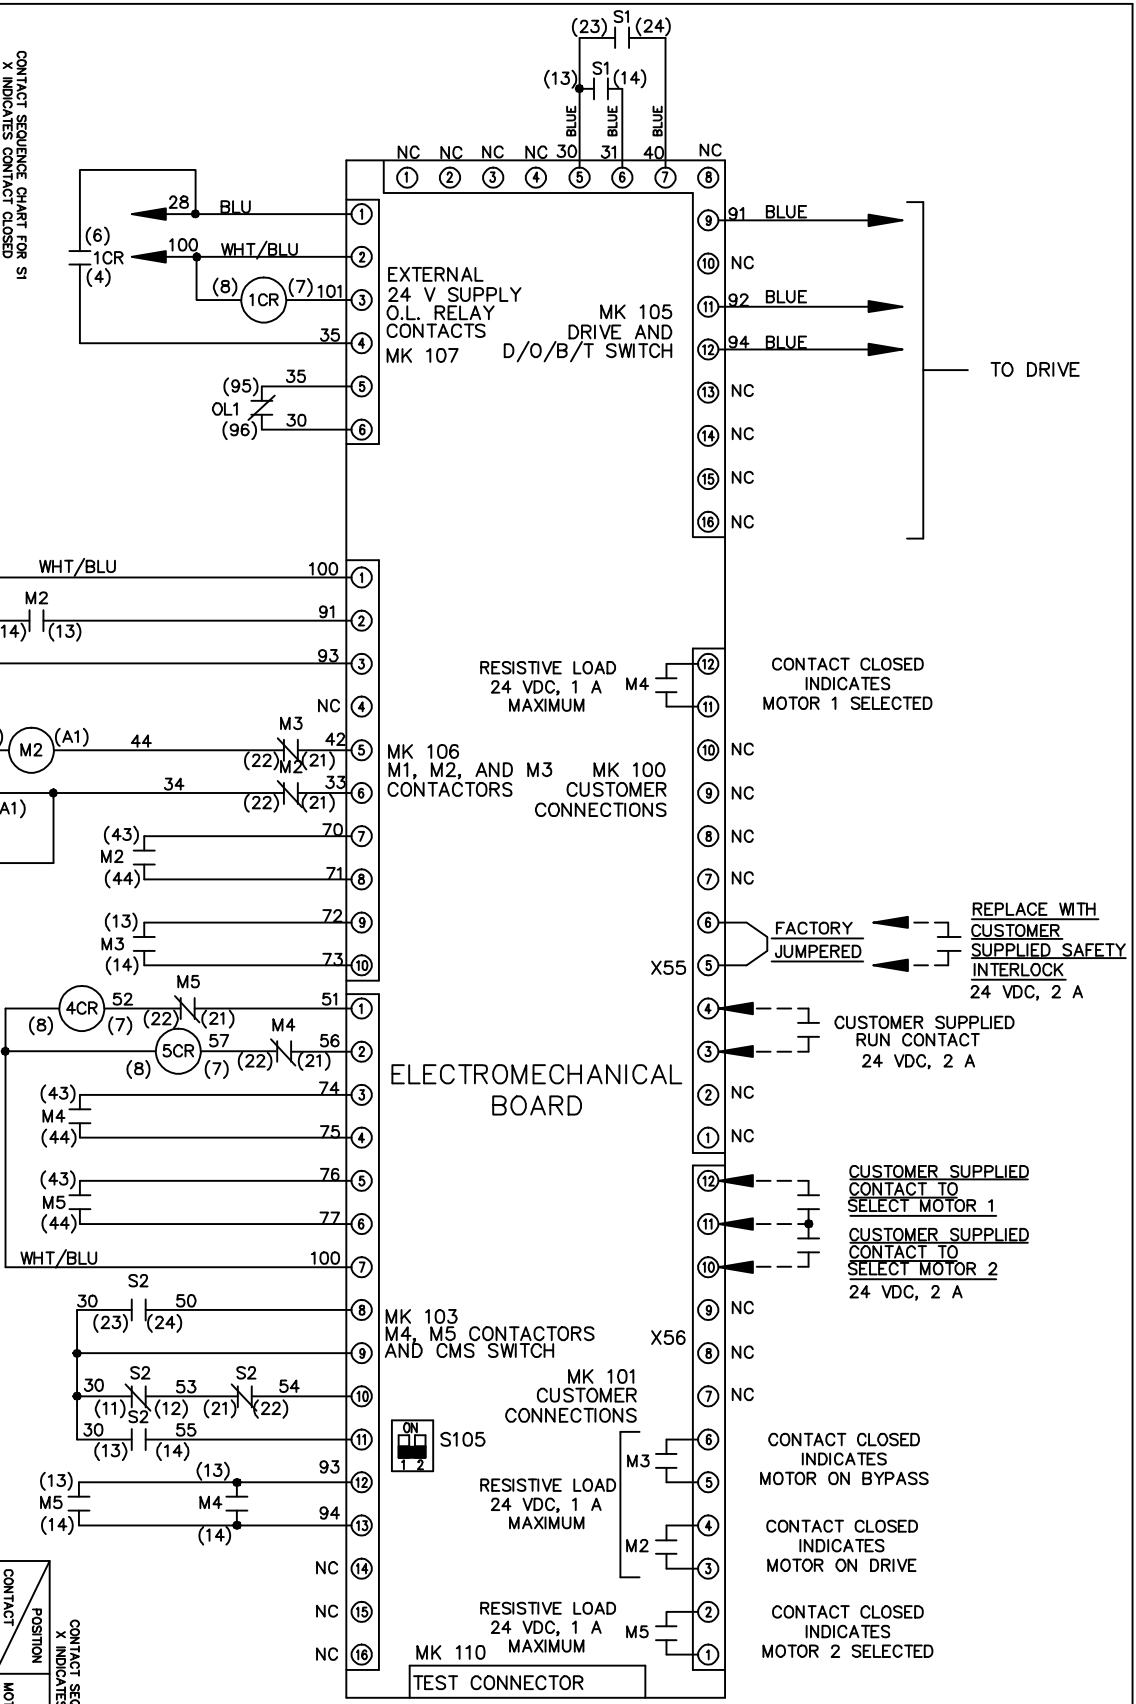 S1
(23) (24)
S1
(13) (14)
BLUE BLUE BLUE
NC NC NC NC 30 31 40 NC
1 2 3 4 5 6 7 8
CONTACT SEQUENCE CHART FOR S1
X INDICATES CONTACT CLOSED
28 BLU 1
100 WHT/BLU 2
(6)
1CR
(4)
(8) 1CR (7) 101 3
35 4
(95) 35 5
OL1
(96) 30 6
EXTERNAL
24 V SUPPLY
O.L. RELAY
CONTACTS
MK 107
MK 105
DRIVE AND
D/O/B/T SWITCH
9 91 BLUE
10 NC
11 92 BLUE
12 94 BLUE
13 NC
14 NC
15 NC
16 NC
TO DRIVE
WHT/BLU 100 1
M2
14) (13) 91 2
93 3
NC 4
) M2 (A1) 44 M3 (22) (21) 42 5
A1) 34 M2 (22) (21) 33 6
(43) 70 7
M2
(44) 71 8
(13) 72 9
M3
(14) 73 10
MK 106
M1, M2, AND M3
CONTACTORS
RESISTIVE LOAD
24 VDC, 1 A
MAXIMUM
M4
12
11
CONTACT CLOSED
INDICATES
MOTOR 1 SELECTED
MK 100
CUSTOMER
CONNECTIONS
10 NC
9 NC
8 NC
7 NC
6
X55 5
FACTORY
JUMPERED
REPLACE WITH
CUSTOMER
SUPPLIED SAFETY
INTERLOCK
24 VDC, 2 A
4
3
CUSTOMER SUPPLIED
RUN CONTACT
24 VDC, 2 A
2 NC
1 NC
(8) 4CR (7) 52 M5 (22) (21) 51 1
(8) 5CR (7) 57 M4 (22) (21) 56 2
(43) 74 3
M4
(44) 75 4
(43) 76 5
M5
(44) 77 6
WHT/BLU 100 7
ELECTROMECHANICAL
BOARD
12
11
10
CUSTOMER SUPPLIED
CONTACT TO
SELECT MOTOR 1
CUSTOMER SUPPLIED
CONTACT TO
SELECT MOTOR 2
24 VDC, 2 A
S2
30 (23) (24) 50 8
9
30 S2 (11) (12) 53 S2 (21) (22) 54 10
30 S2 (13) (14) 55 11
MK 103
M4, M5 CONTACTORS
AND CMS SWITCH
X56
9 NC
8 NC
7 NC
MK 101
CUSTOMER
CONNECTIONS
ON
1 2
S105
(13) (13) 93 12
M5 M4
(14) (14) 94 13
NC 14
NC 15
NC 16
M3
6
5
CONTACT CLOSED
INDICATES
MOTOR ON BYPASS
RESISTIVE LOAD
24 VDC, 1 A
MAXIMUM
M2
4
3
CONTACT CLOSED
INDICATES
MOTOR ON DRIVE
RESISTIVE LOAD
24 VDC, 1 A
MAXIMUM
M5
2
1
CONTACT CLOSED
INDICATES
MOTOR 2 SELECTED
MK 110
TEST CONNECTOR
CONTACT SEC
X INDICATES
POSITION
CONTACT
MOT